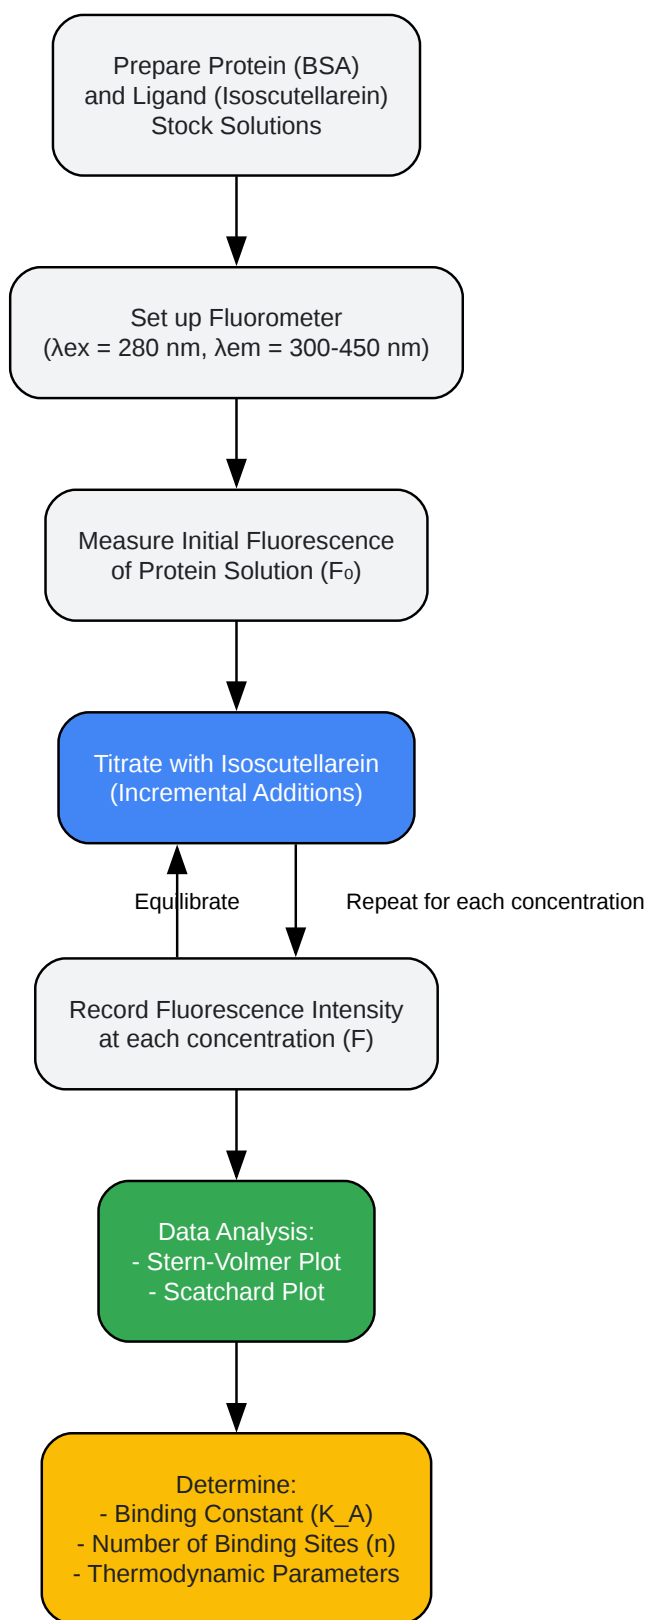 Prepare Protein (BSA)
and Ligand (Isoscutellarein)
Stock Solutions
Set up Fluorometer
(λex = 280 nm, λem = 300-450 nm)
Measure Initial Fluorescence
of Protein Solution (F₀)
Titrate with Isoscutellarein
(Incremental Additions)
Equilibrate
Repeat for each concentration
Record Fluorescence Intensity
at each concentration (F)
Data Analysis:
- Stern-Volmer Plot
- Scatchard Plot
Determine:
- Binding Constant (K_A)
- Number of Binding Sites (n)
- Thermodynamic Parameters